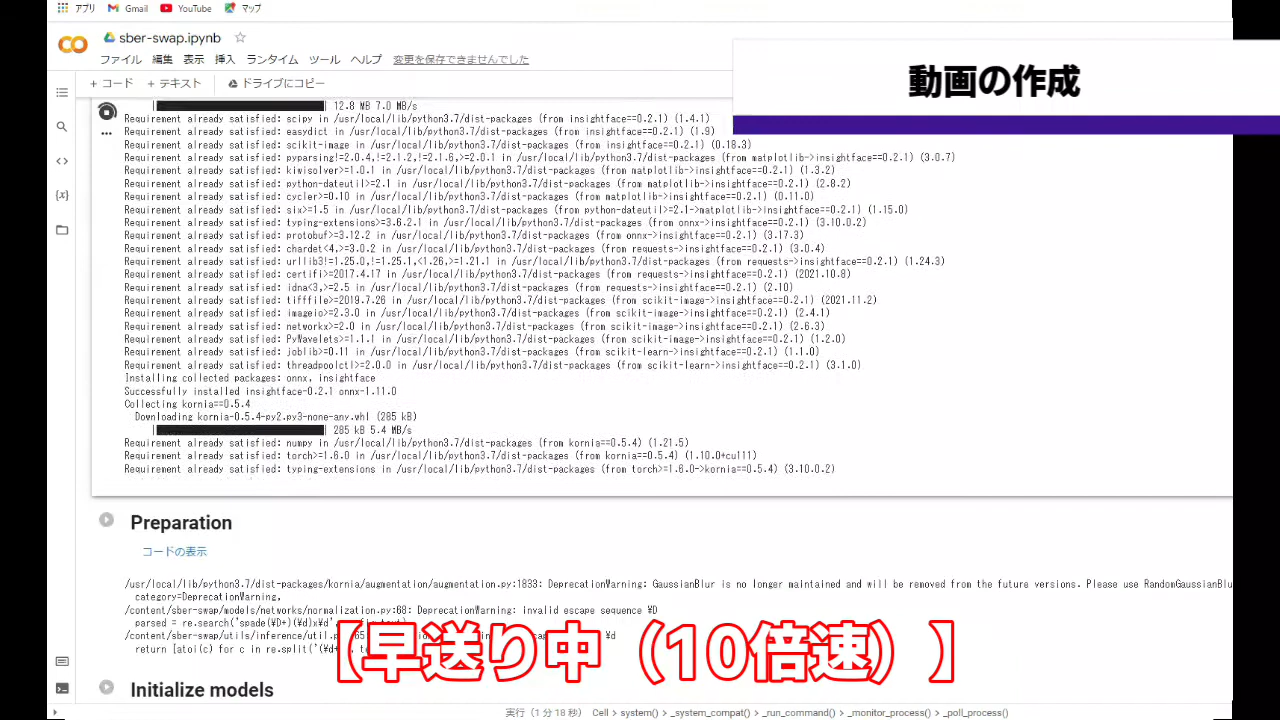 アプリ Gmail YouTube マップ
sber-swap.ipynb
ファイル 編集 表示 挿入 ランタイム ツール ヘルプ 変更を保存できませんでした
+ コード + テキスト ドライブにコピー
動画の作成
| 12.8 MB 7.0 MB/s
Requirement already satisfied: scipy in /usr/local/lib/python3.7/dist-packages (from insightface==0.2.1) (1.4.1)
Requirement already satisfied: easydict in /usr/local/lib/python3.7/dist-packages (from insightface==0.2.1) (1.9)
Requirement already satisfied: scikit-image in /usr/local/lib/python3.7/dist-packages (from insightface==0.2.1) (0.18.3)
Requirement already satisfied: pyparsing!=2.0.4,!=2.1.2,!=2.1.6,>=2.0.1 in /usr/local/lib/python3.7/dist-packages (from matplotlib->insightface==0.2.1) (3.0.7)
Requirement already satisfied: kiwisolver>=1.0.1 in /usr/local/lib/python3.7/dist-packages (from matplotlib->insightface==0.2.1) (1.3.2)
Requirement already satisfied: python-dateutil>=2.1 in /usr/local/lib/python3.7/dist-packages (from matplotlib->insightface==0.2.1) (2.8.2)
Requirement already satisfied: cycler>=0.10 in /usr/local/lib/python3.7/dist-packages (from matplotlib->insightface==0.2.1) (0.11.0)
Requirement already satisfied: six>=1.5 in /usr/local/lib/python3.7/dist-packages (from python-dateutil>=2.1->matplotlib->insightface==0.2.1) (1.15.0)
Requirement already satisfied: typing-extensions>=3.6.2.1 in /usr/local/lib/python3.7/dist-packages (from onnx->insightface==0.2.1) (3.10.0.2)
Requirement already satisfied: protobuf>=3.12.2 in /usr/local/lib/python3.7/dist-packages (from onnx->insightface==0.2.1) (3.17.3)
Requirement already satisfied: chardet<4,>=3.0.2 in /usr/local/lib/python3.7/dist-packages (from requests->insightface==0.2.1) (3.0.4)
Requirement already satisfied: urllib3!=1.25.0,!=1.25.1,<1.26,>=1.21.1 in /usr/local/lib/python3.7/dist-packages (from requests->insightface==0.2.1) (1.24.3)
Requirement already satisfied: certifi>=2017.4.17 in /usr/local/lib/python3.7/dist-packages (from requests->insightface==0.2.1) (2021.10.8)
Requirement already satisfied: idna<3,>=2.5 in /usr/local/lib/python3.7/dist-packages (from requests->insightface==0.2.1) (2.10)
Requirement already satisfied: tifffile>=2019.7.26 in /usr/local/lib/python3.7/dist-packages (from scikit-image->insightface==0.2.1) (2021.11.2)
Requirement already satisfied: imageio>=2.3.0 in /usr/local/lib/python3.7/dist-packages (from scikit-image->insightface==0.2.1) (2.4.1)
Requirement already satisfied: networkx>=2.0 in /usr/local/lib/python3.7/dist-packages (from scikit-image->insightface==0.2.1) (2.6.3)
Requirement already satisfied: PyWavelets>=1.1.1 in /usr/local/lib/python3.7/dist-packages (from scikit-image->insightface==0.2.1) (1.2.0)
Requirement already satisfied: joblib>=0.11 in /usr/local/lib/python3.7/dist-packages (from scikit-learn->insightface==0.2.1) (1.1.0)
Requirement already satisfied: threadpoolctl>=2.0.0 in /usr/local/lib/python3.7/dist-packages (from scikit-learn->insightface==0.2.1) (3.1.0)
Installing collected packages: onnx, insightface
Successfully installed insightface-0.2.1 onnx-1.11.0
Collecting kornia==0.5.4
Downloading kornia-0.5.4-py2.py3-none-any.whl (285 kB)
| 285 kB 5.4 MB/s
Requirement already satisfied: numpy in /usr/local/lib/python3.7/dist-packages (from kornia==0.5.4) (1.21.5)
Requirement already satisfied: torch>=1.6.0 in /usr/local/lib/python3.7/dist-packages (from kornia==0.5.4) (1.10.0+cu111)
Requirement already satisfied: typing-extensions in /usr/local/lib/python3.7/dist-packages (from torch>=1.6.0->kornia==0.5.4) (3.10.0.2)
Preparation
コードの表示
/usr/local/lib/python3.7/dist-packages/kornia/augmentation/augmentation.py:1833: DeprecationWarning: GaussianBlur is no longer maintained and will be removed from the future versions. Please use RandomGaussianBlu
category=DeprecationWarning,
/content/sber-swap/models/networks/normalization.py:68: DeprecationWarning: invalid escape sequence ¥D
parsed = re.search('spade(¥D+)(¥d)x¥d'
/content/sber-swap/utils/inference/util.py:65 ¥d
return [atoi(c) for c in re.split('(¥d
【早送り中（10倍速）】
Initialize models
実行 (1 分 18 秒) Cell > system() > _system_compat() > _run_command() > _monitor_process() > _poll_process()